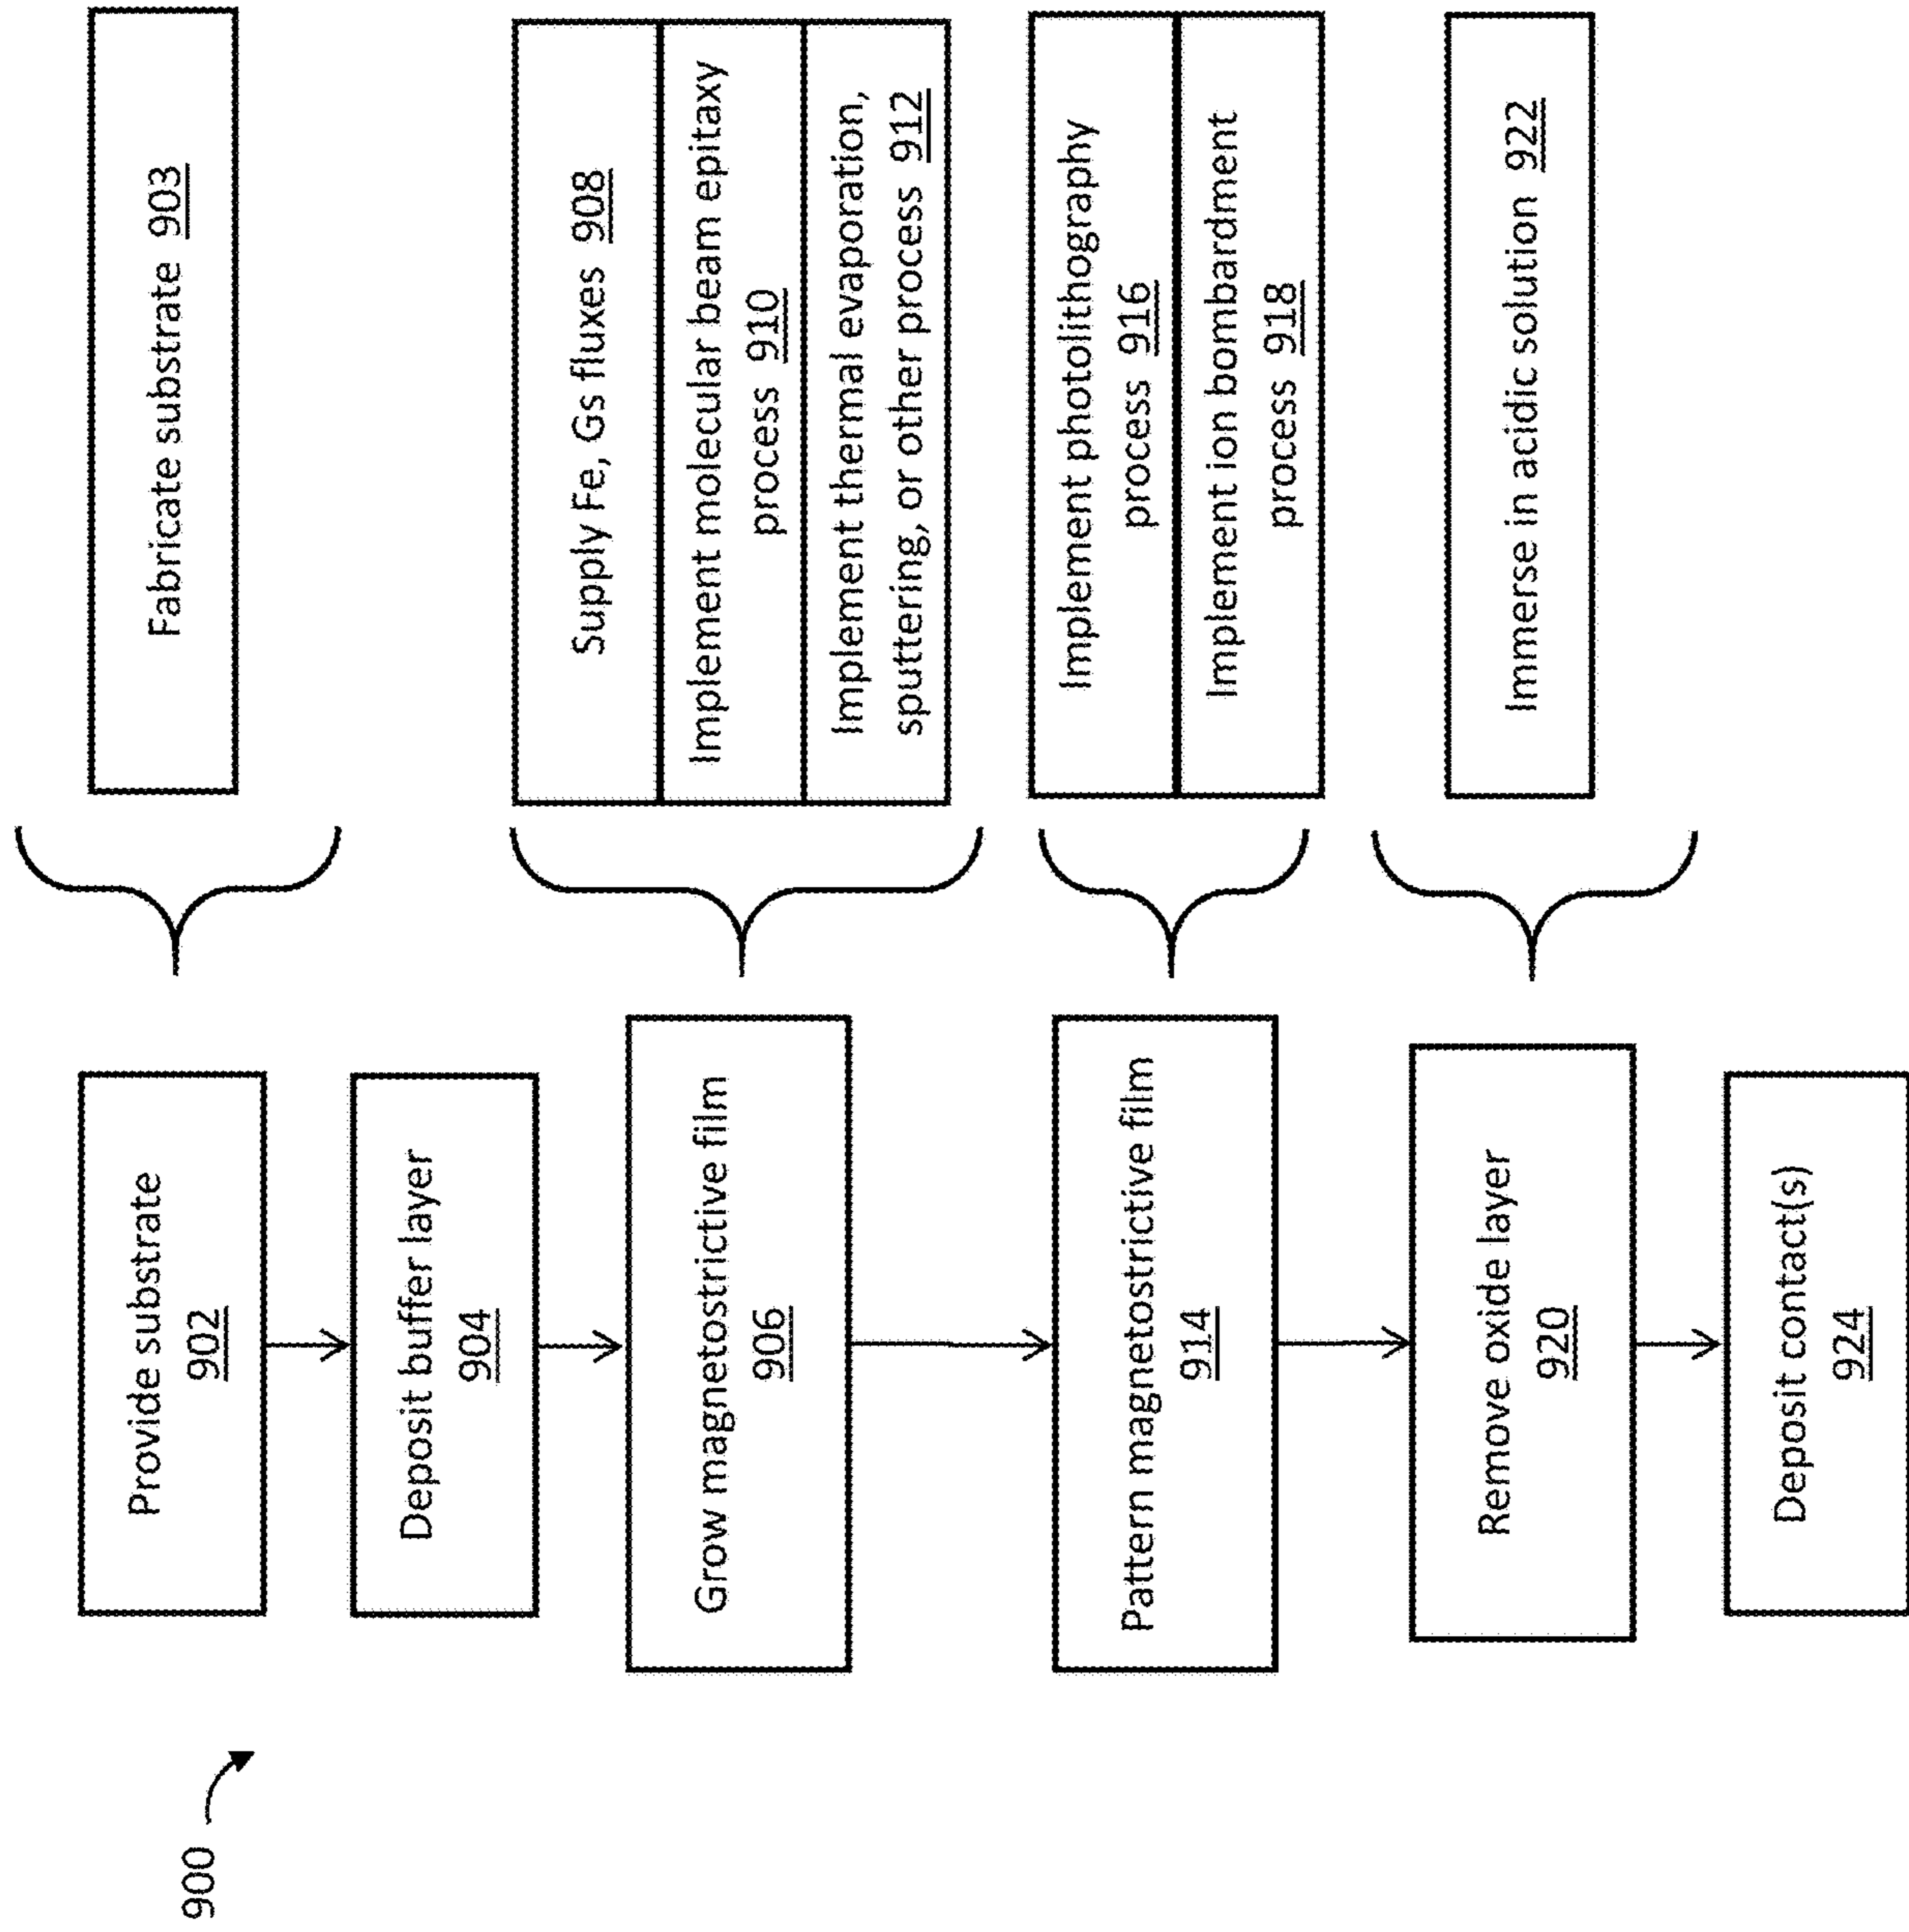 900
Provide substrate
902
Fabricate substrate 903
Deposit buffer layer
904
Grow magnetostrictive film
906
Supply Fe, Gs fluxes 908
Implement molecular beam epitaxy
process 910
Implement thermal evaporation,
sputtering, or other process 912
Pattern magnetostrictive film
914
Implement photolithography
process 916
Implement ion bombardment
process 918
Remove oxide layer
920
Immerse in acidic solution 922
Deposit contact(s)
924